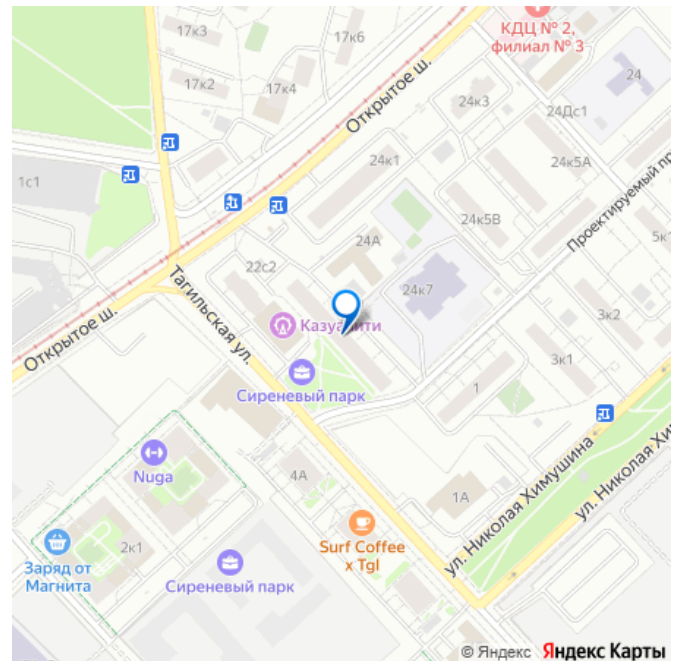 17к3
17к6
КДЦ № 2,
филиал № 3
17к2
17к4
Открытое ш.
24к3
24
24Дс1
1с1
24к1
24к5А
24к5В
Проектируемый пр
5к1
24А
22с2
24к7
Тагильская ул.
Открытое ш.
3к2
3к1
1
Сиреневый парк
Nuga
4А
1А
ул. Николая Химушина
ул. Николая Хи
Surf Coffee
x Tgl
2к1
Заряд от
Магнита
Сиреневый парк
© Яндекс Яндекс Карты